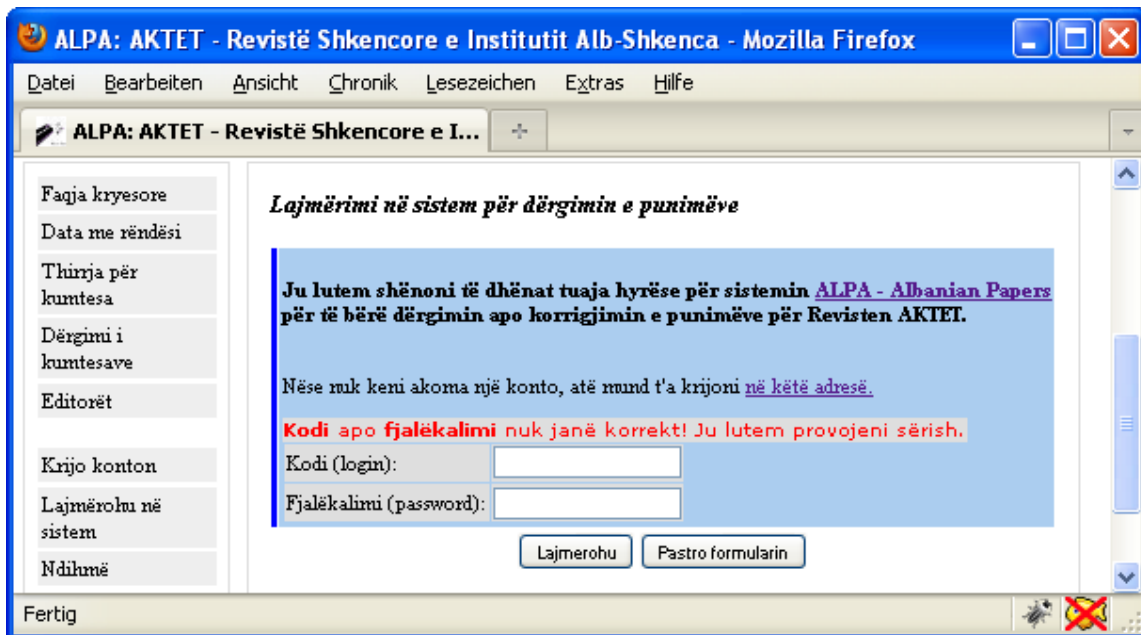 ALPA: AKTET - Revistë Shkencore e Institutit Alb-Shkenca - Mozilla Firefox
Datei Bearbeiten Ansicht Chronik Lesezeichen Extras Hilfe
ALPA: AKTET - Revistë Shkencore e I...
Faqja kryesore
Data me rëndësi
Thirrja për
kumtesa
Dërgimi i
kumtesave
Editorët
Krijo konton
Lajmërohu në
sistem
Ndihmë
Lajmërimi në sistem për dërgimin e punimëve
Ju lutem shënoni të dhënat tuaja hyrëse për sistemin ALPA - Albanian Papers
për të bërë dërgimin apo korrigjimin e punimëve për Revisten AKTET.
Nëse nuk keni akoma një konto, atë mund t'a krijoni në këtë adresë.
Kodi apo fjalëkalimi nuk janë korrekt! Ju lutem provojeni sërish.
Kodi (login):
Fjalëkalimi (password):
Lajmerohu Pastro formularin
Fertig